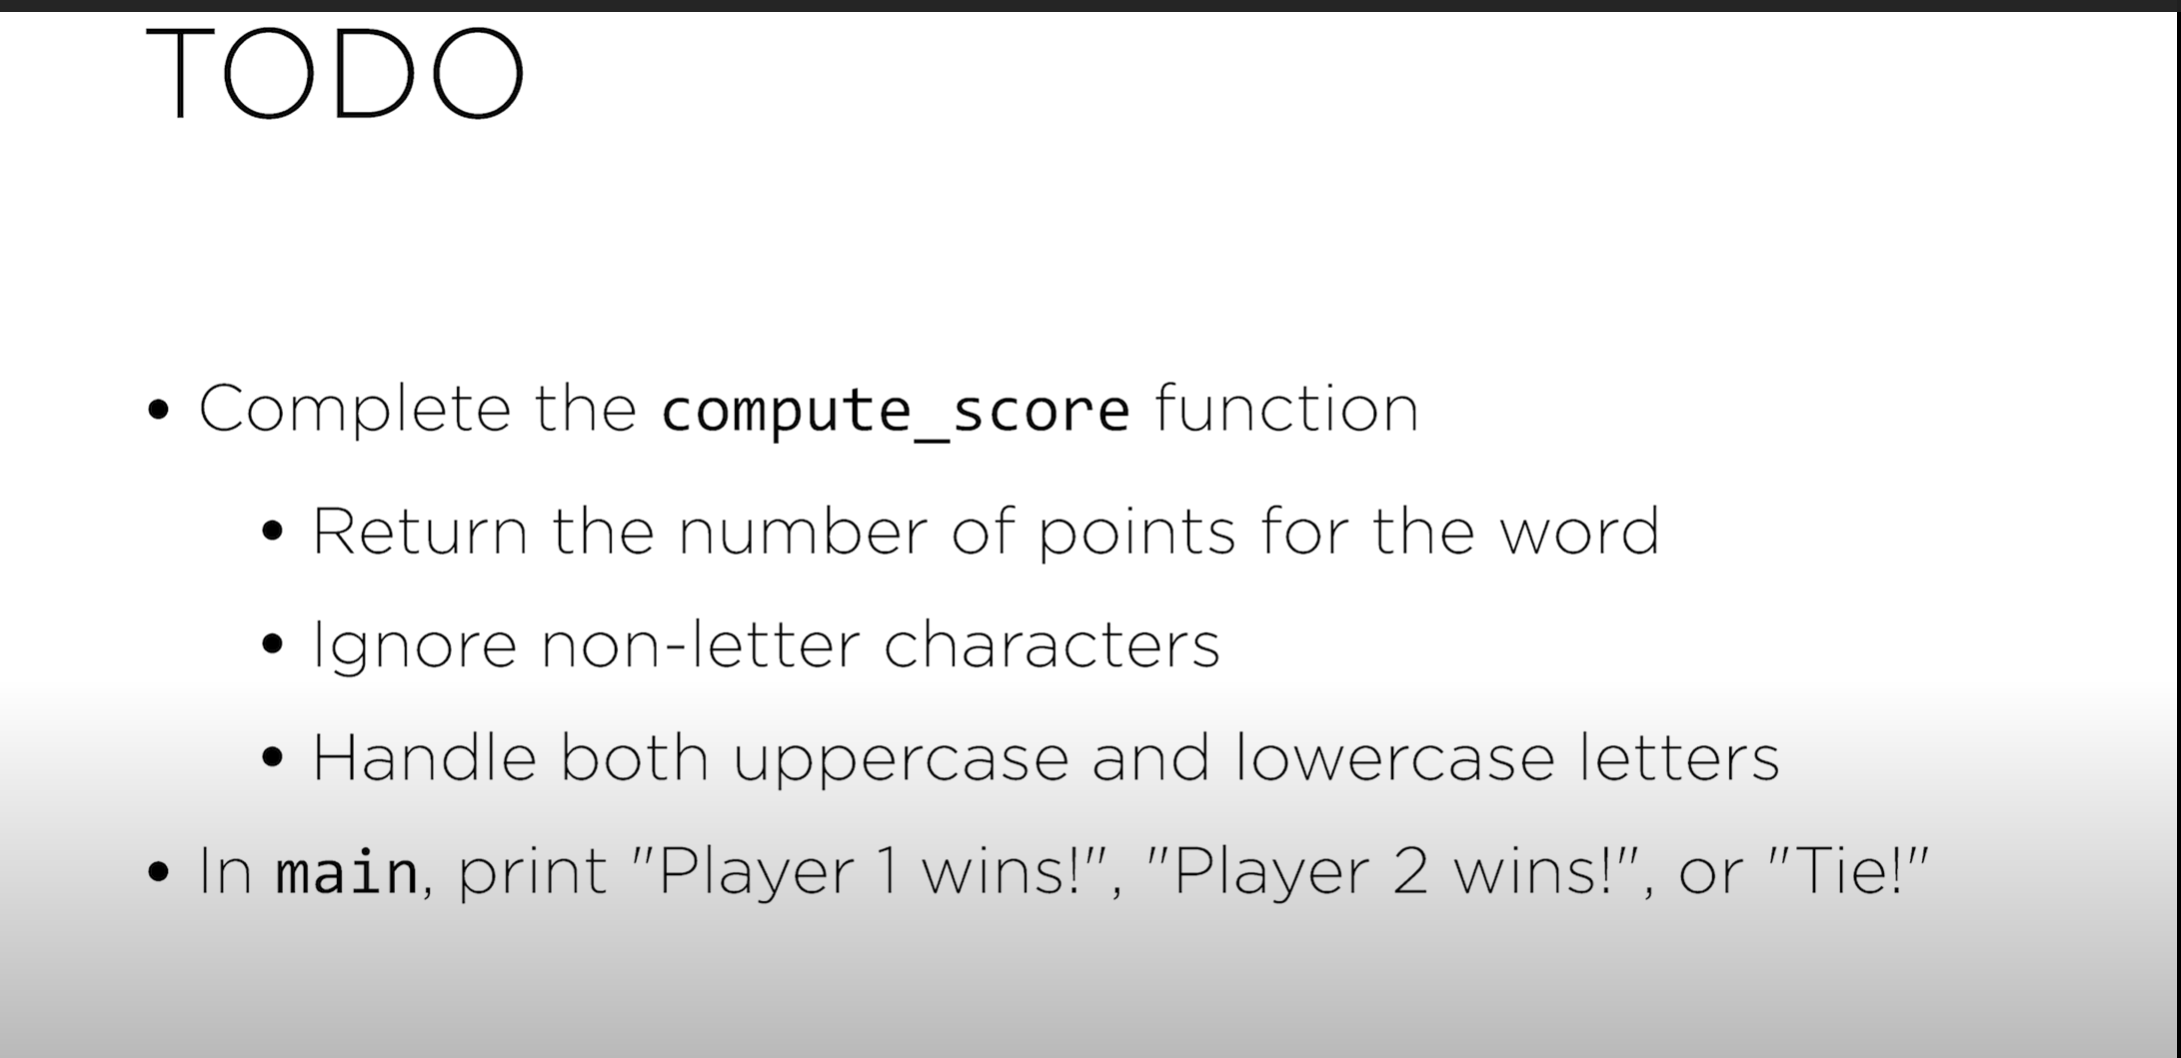 TODO
• Complete the compute_score function
• Return the number of points for the word
• Ignore non-letter characters
• Handle both uppercase and lowercase letters
• In main, print "Player 1 wins!", "Player 2 wins!", or "Tie!"